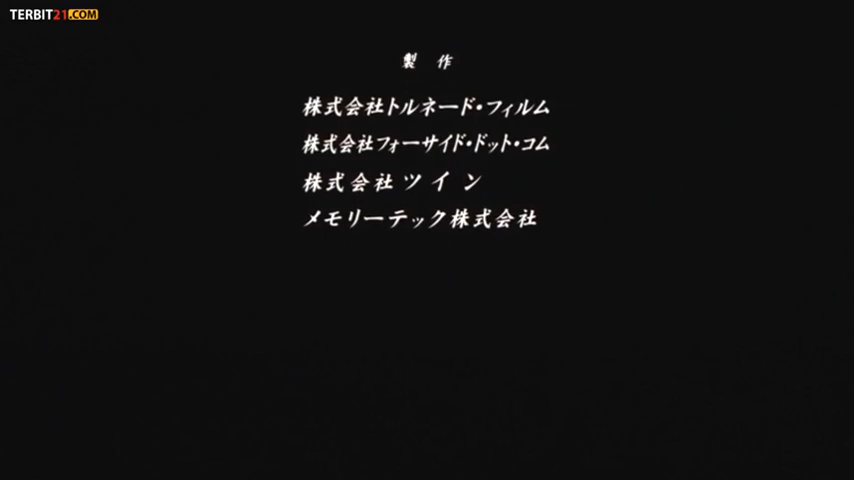 TERBIT21.COM
製 作
株式会社トルネード・フィルム
株式会社フォーサイド・ドット・コム
株式会社ツイン
メモリーテック株式会社